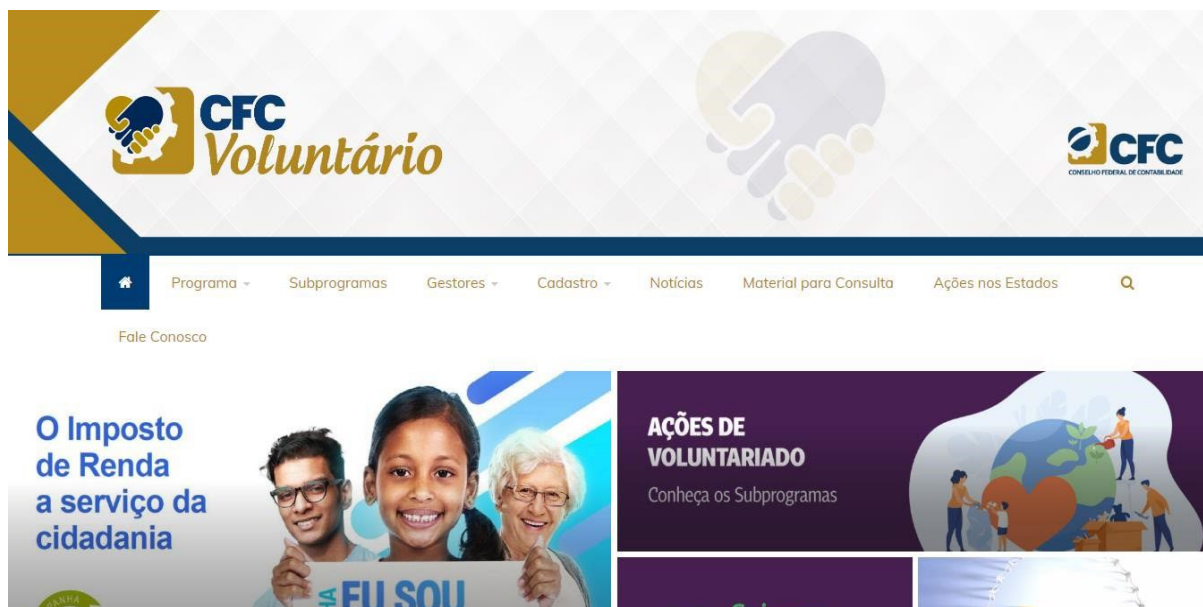 CFC
Voluntário
CFC
CONSELHO FEDERAL DE CONTABILIDADE
Programa
Subprogramas
Gestores
Cadastro
Notícias
Material para Consulta
Ações nos Estados
Fale Conosco
O Imposto
de Renda
a serviço da
cidadania
EU SOU
AÇÕES DE
VOLUNTARIADO
Conheça os Subprogramas